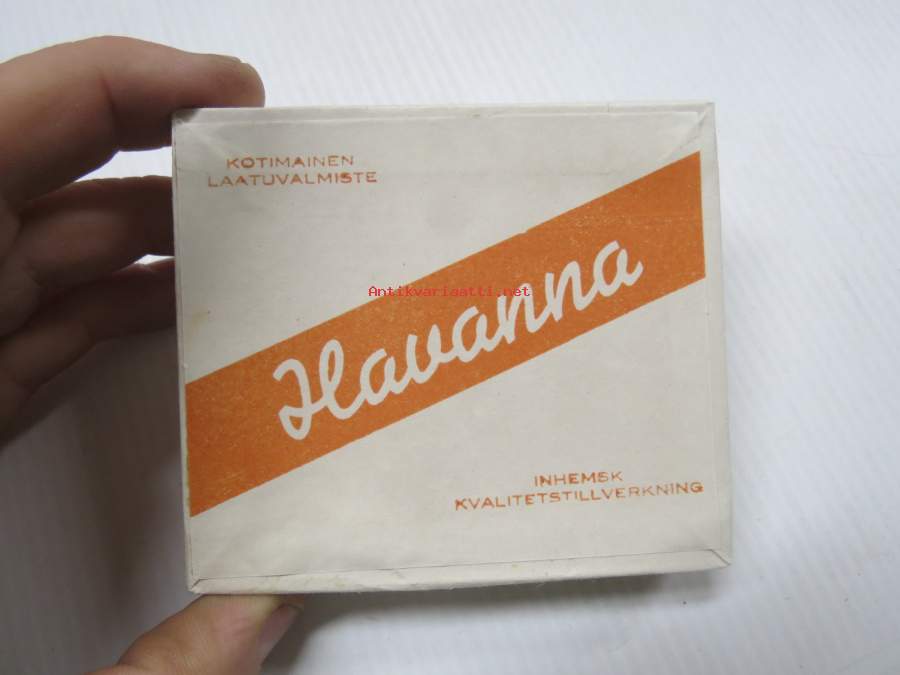 KOTIMAINEN
LAATUVALMISTE
Antikvariaatti.net
Havanna
INHEMSK
KVALITETSTILLVERKNING